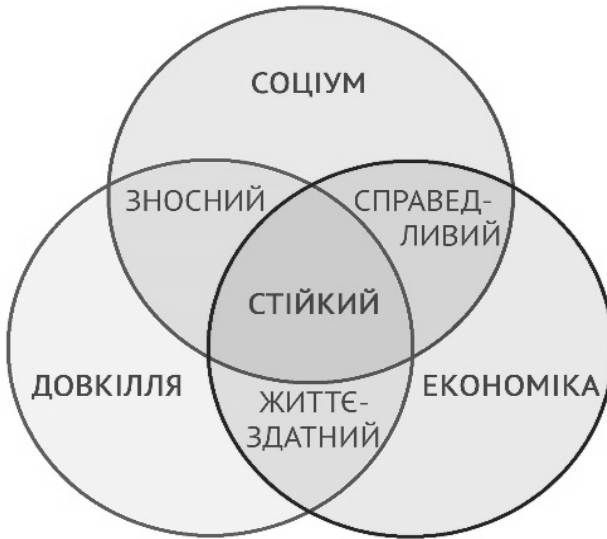 СОЦІУМ
ЗНОСНИЙ
СПРАВЕД-
ЛИВИЙ
СТІЙКИЙ
ДОВКІЛЛЯ
ЕКОНОМІКА
ЖИТТЄ-
ЗДАТНИЙ